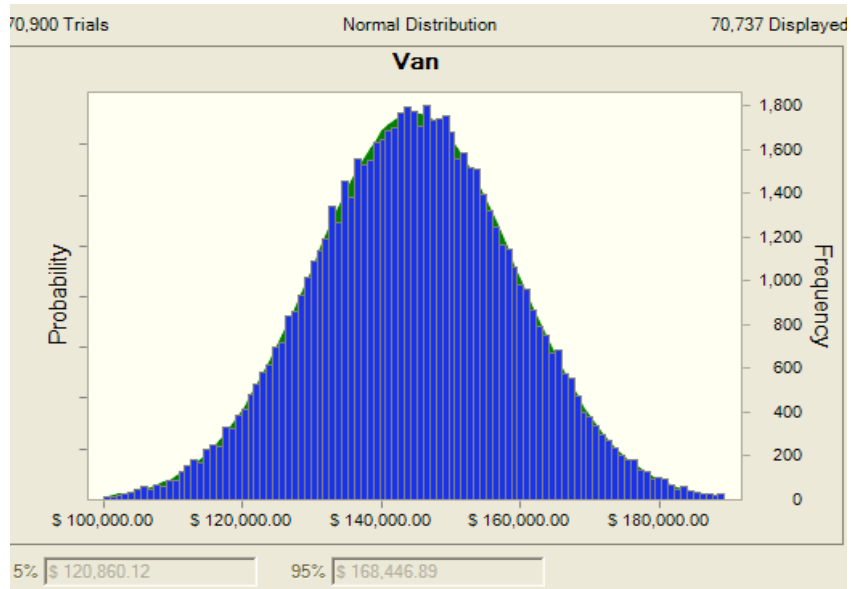 70,900 Trials Normal Distribution 70,737 Displayed
Van
Probability
1,800
1,600
1,400
1,200
1,000
800
600
400
200
0
Frequency
$ 100,000.00 $ 120,000.00 $ 140,000.00 $ 160,000.00 $ 180,000.00
5% $ 120,860.12 95% $ 168,446.89